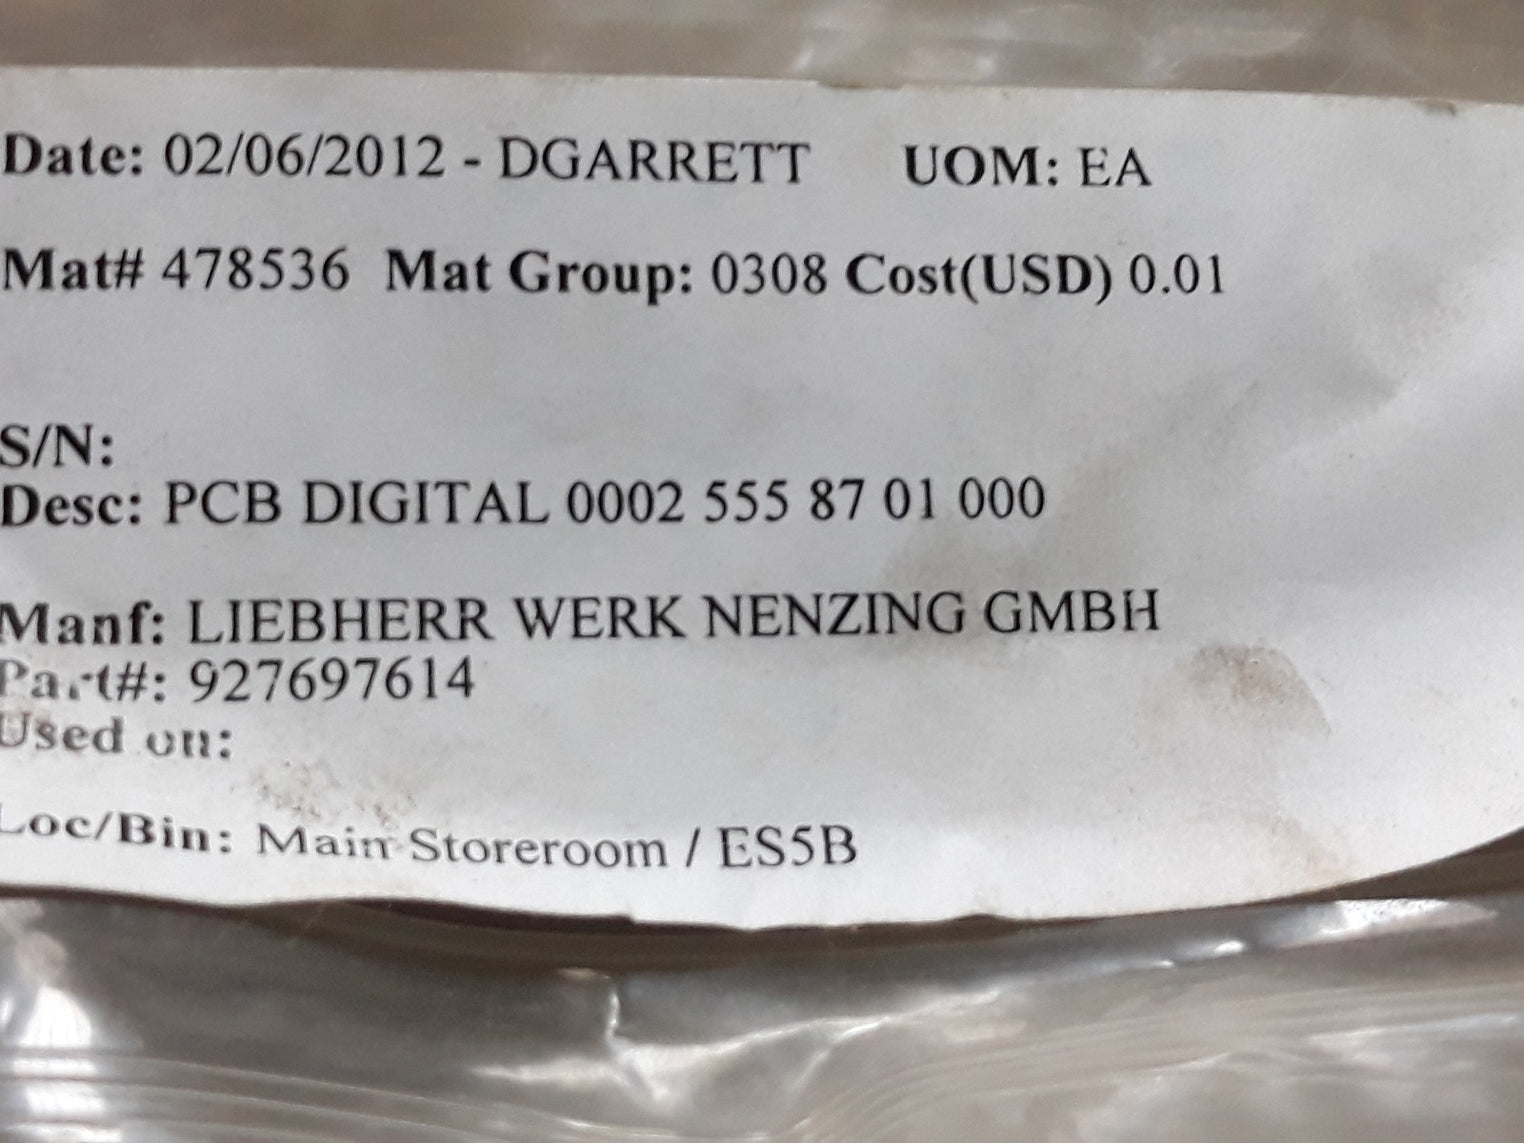 Date: 02/06/2012 - DGARRETT UOM: EA
Mat# 478536 Mat Group: 0308 Cost(USD) 0.01
S/N:
Desc: PCB DIGITAL 0002 555 87 01 000
Manf: LIEBHERR WERK NENZING GMBH
Part#: 927697614
Used on:
Loc/Bin: Main Storeroom / ES5B